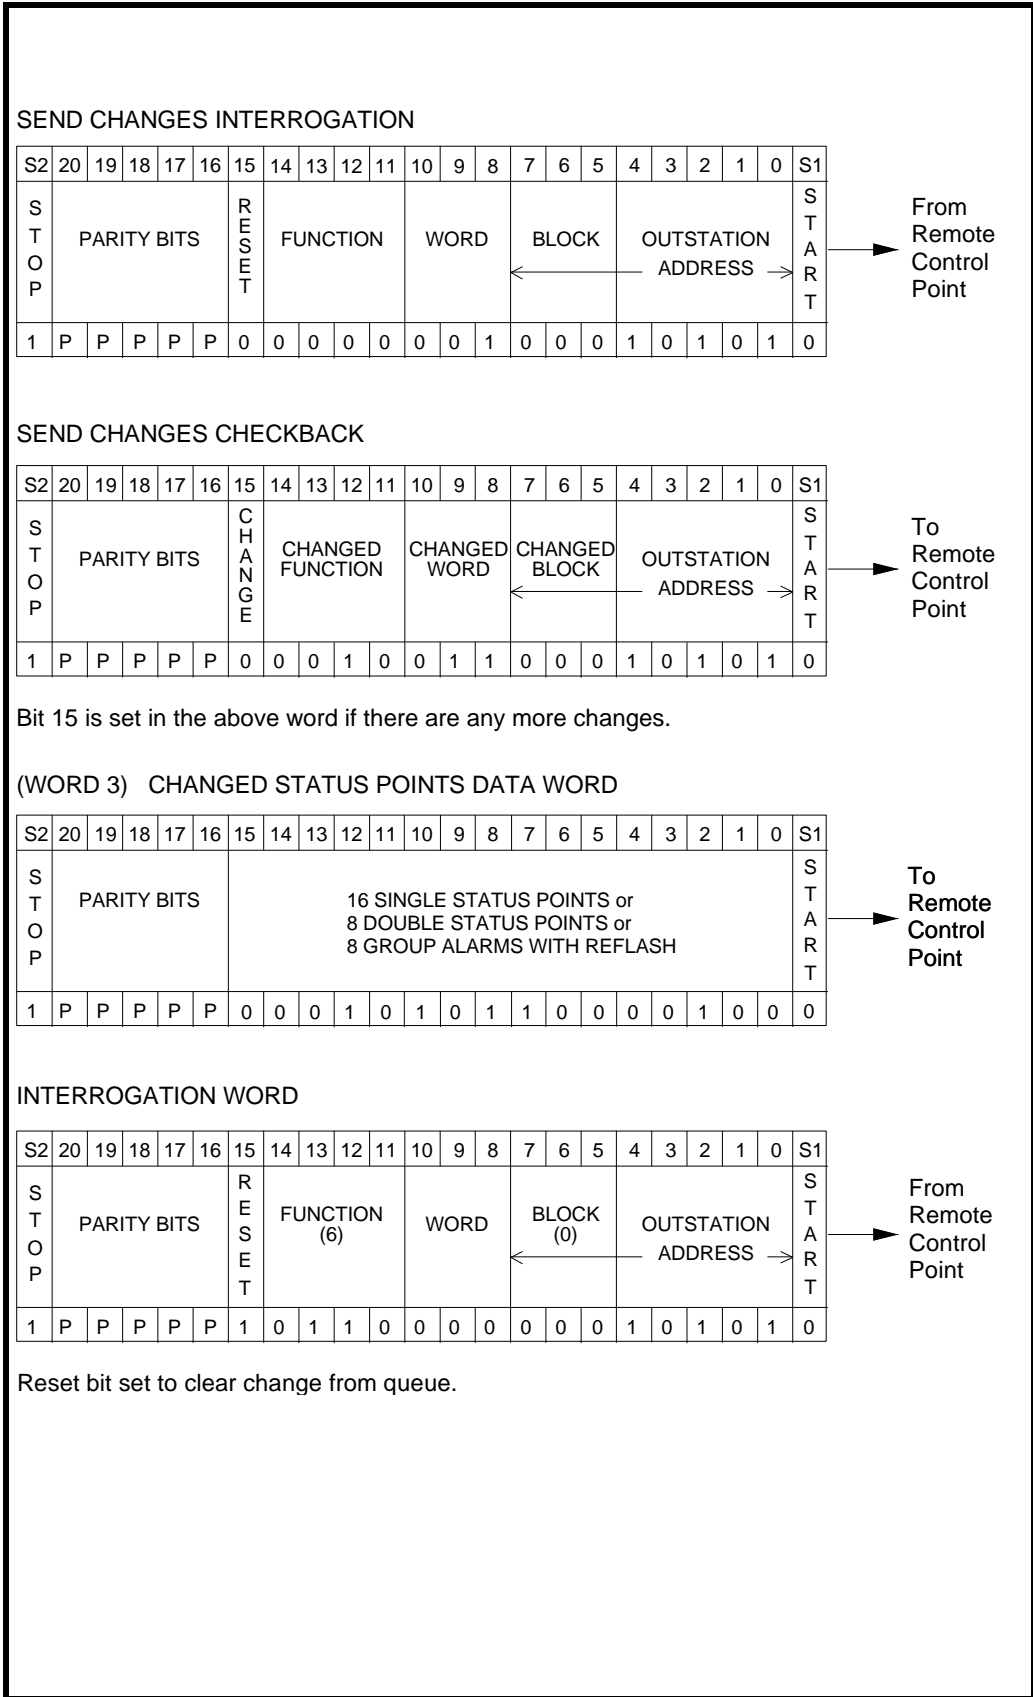 SEND CHANGES INTERROGATION
S2 20 19 18 17 16 15 14 13 12 11 10 9 8 7 6 5 4 3 2 1 0 S1
STOP PARITY BITS RESET FUNCTION WORD BLOCK OUTSTATION ADDRESS START
From
Remote
Control
Point
1 P P P P P 0 0 0 0 0 0 0 1 0 0 0 1 0 1 0 1 0
SEND CHANGES CHECKBACK
S2 20 19 18 17 16 15 14 13 12 11 10 9 8 7 6 5 4 3 2 1 0 S1
STOP PARITY BITS CHANGE CHANGED FUNCTION CHANGED WORD CHANGED BLOCK OUTSTATION ADDRESS START
To
Remote
Control
Point
1 P P P P P 0 0 0 1 0 0 1 1 0 0 0 1 0 1 0 1 0
Bit 15 is set in the above word if there are any more changes.
(WORD 3) CHANGED STATUS POINTS DATA WORD
S2 20 19 18 17 16 15 14 13 12 11 10 9 8 7 6 5 4 3 2 1 0 S1
STOP PARITY BITS
16 SINGLE STATUS POINTS or
8 DOUBLE STATUS POINTS or
8 GROUP ALARMS WITH REFLASH
START
To
Remote
Control
Point
1 P P P P P 0 0 0 1 0 1 0 1 1 0 0 0 0 1 0 0 0
INTERROGATION WORD
S2 20 19 18 17 16 15 14 13 12 11 10 9 8 7 6 5 4 3 2 1 0 S1
STOP PARITY BITS RESET FUNCTION (6) WORD BLOCK (0) OUTSTATION ADDRESS START
From
Remote
Control
Point
1 P P P P P 1 0 1 1 0 0 0 0 0 0 0 1 0 1 0 1 0
Reset bit set to clear change from queue.